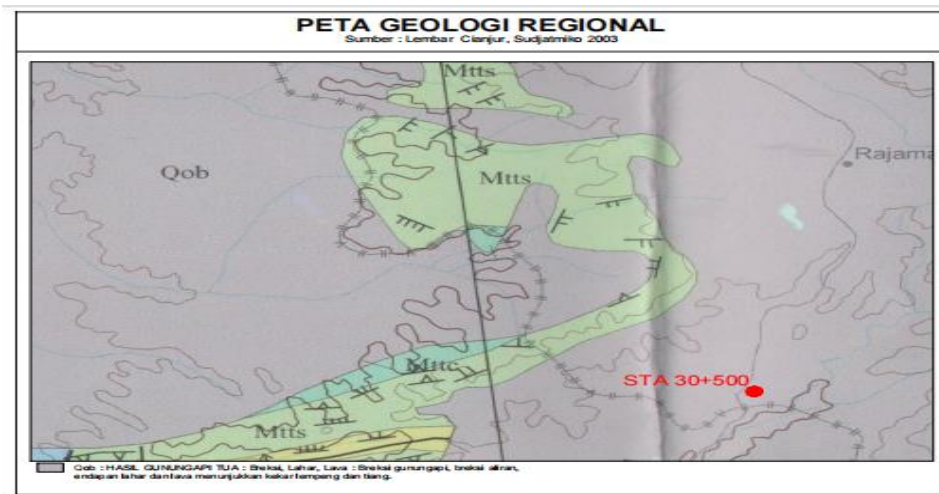 PETA GEOLOGI REGIONAL
Sumber : Lembar Cianjur, Sudjatmiko 2003
Mtts
Qob
Mtts
Rajama
STA 30+500
Mttc
Mtts
Qob : HASIL GUNUNGAPI TUA : Breksi, Lahar, Lava : Breksi gunungapi, breksi aliran,
endapan lahar dan lava menunjukkan kekar lempeng dan tiang.